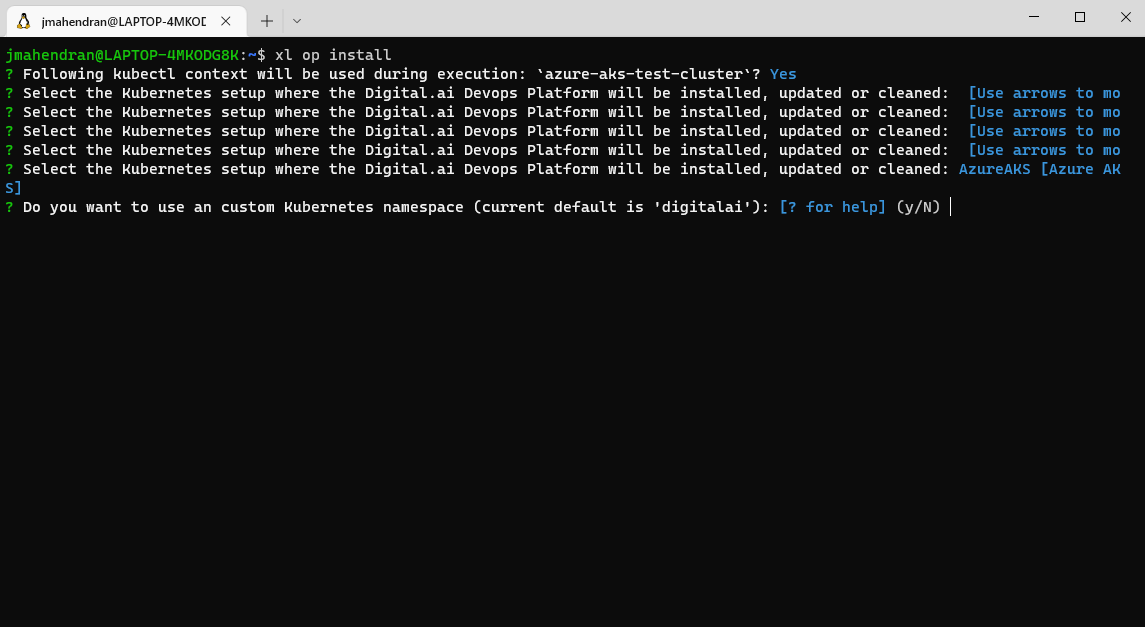 jmahendran@LAPTOP-4MKOD
jmahendran@LAPTOP-4MKODG8K:~$ xl op install
? Following kubectl context will be used during execution: `azure-aks-test-cluster`? Yes
? Select the Kubernetes setup where the Digital.ai Devops Platform will be installed, updated or cleaned:  [Use arrows to mo
? Select the Kubernetes setup where the Digital.ai Devops Platform will be installed, updated or cleaned:  [Use arrows to mo
? Select the Kubernetes setup where the Digital.ai Devops Platform will be installed, updated or cleaned:  [Use arrows to mo
? Select the Kubernetes setup where the Digital.ai Devops Platform will be installed, updated or cleaned:  [Use arrows to mo
? Select the Kubernetes setup where the Digital.ai Devops Platform will be installed, updated or cleaned: AzureAKS [Azure AK
S]
? Do you want to use an custom Kubernetes namespace (current default is 'digitalai'): [? for help] (y/N)